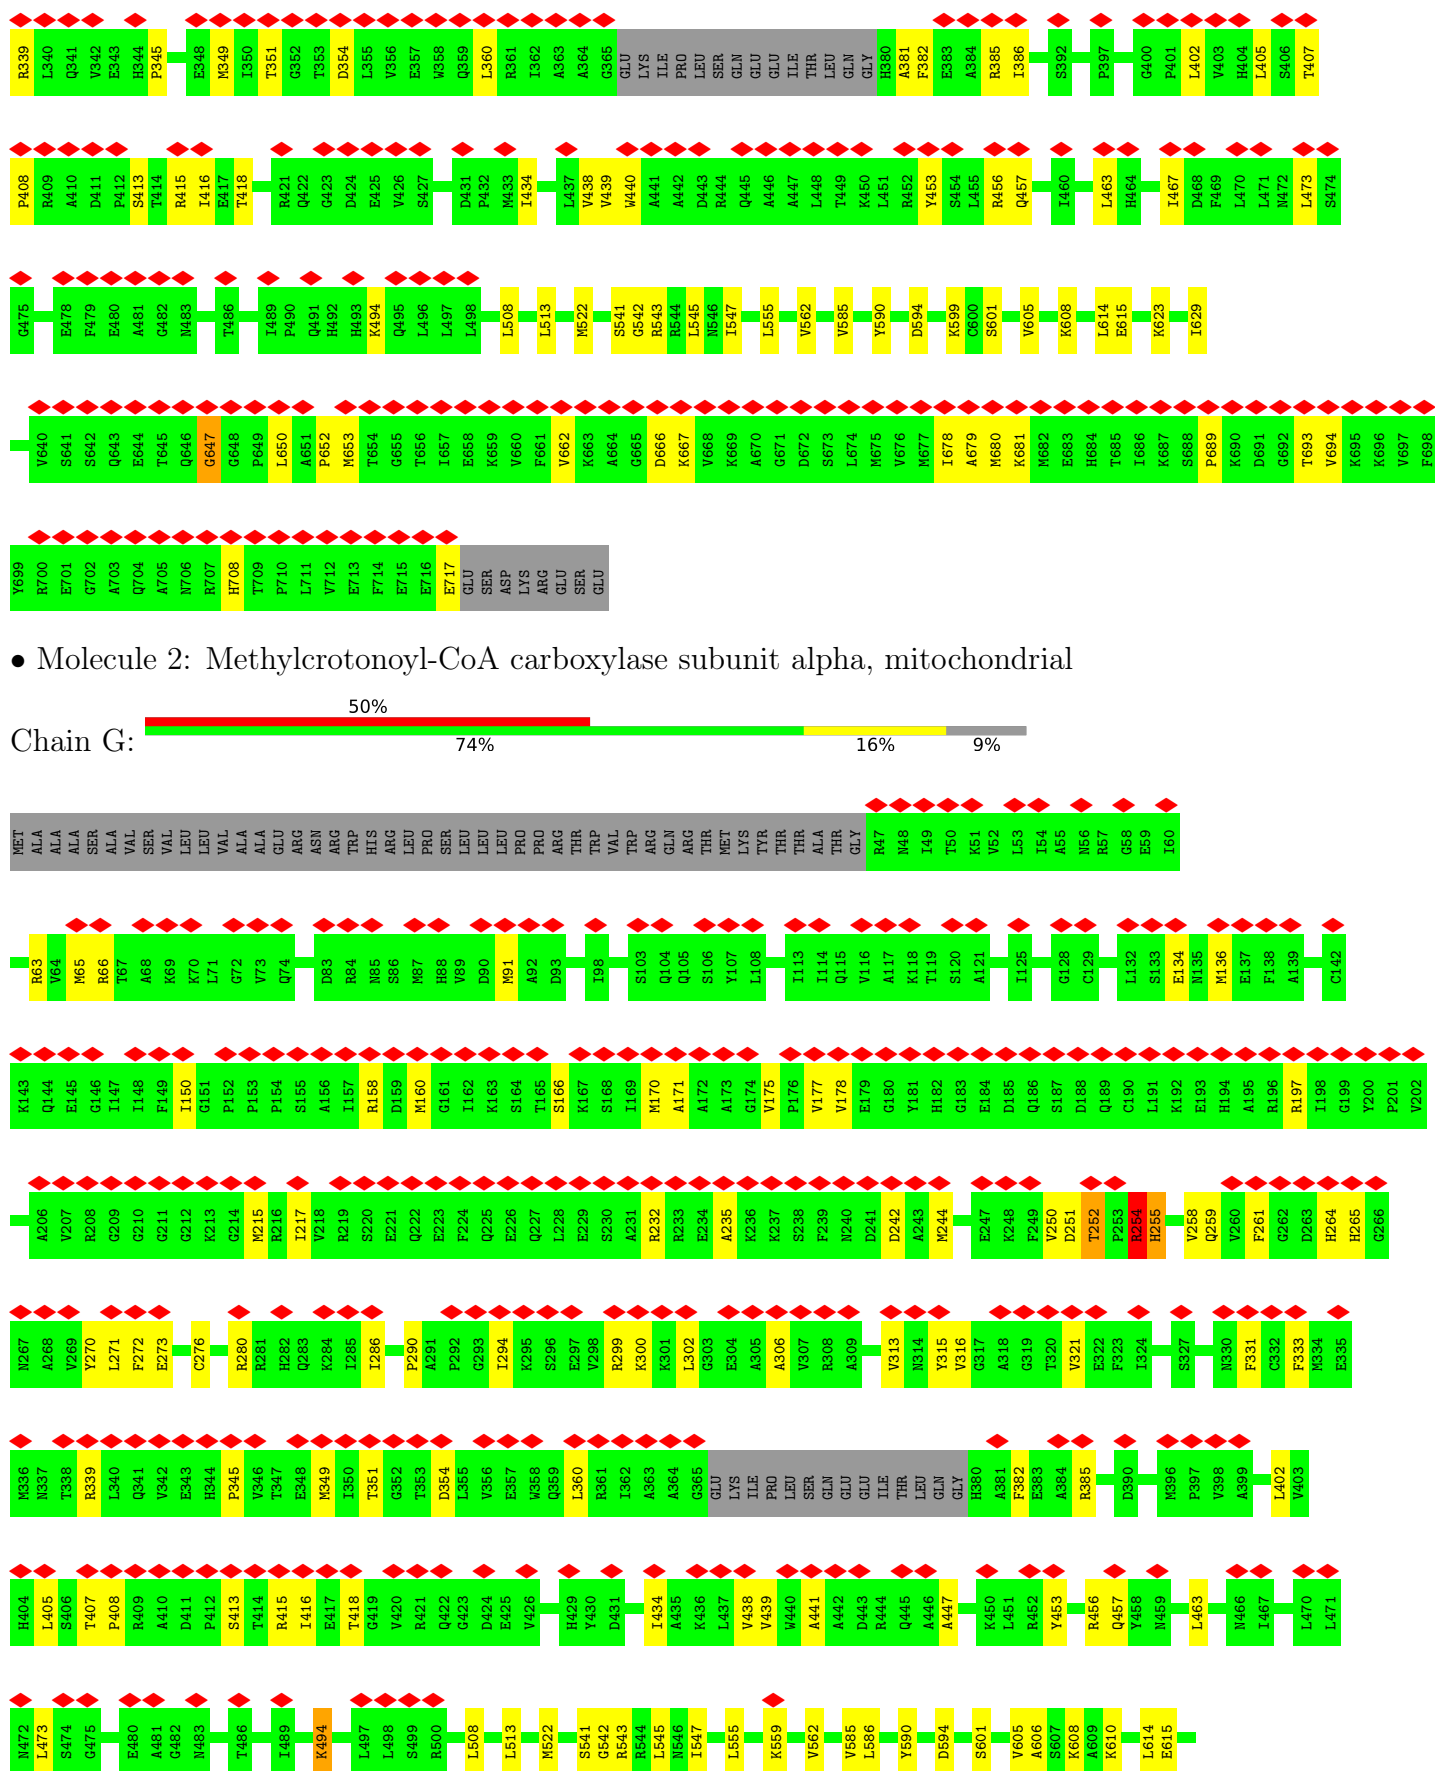 R339 L340 Q341 V342 E343 H344 P345 E348 M349 I350 T351 G352 T353 D354 L355 V356 E357 W358 Q359 L360 R361 I362 A363 A364 G365 GLU LYS ILE PRO LEU SER GLN GLU GLU ILE THR LEU GLN GLY H380 A381 F382 E383 A384 R385 I386 S392 P397 G400 P401 L402 V403 H404 L405 S406 T407
P408 R409 A410 D411 P412 S413 T414 R415 I416 E417 T418 R421 Q422 G423 D424 E425 V426 S427 D431 P432 M433 I434 L437 V438 V439 W440 A441 A442 D443 R444 Q445 A446 A447 L448 T449 K450 L451 R452 Y453 S454 L455 R456 Q457 I460 L463 H464 I467 D468 F469 L470 L471 N472 L473 S474
G475 E478 F479 E480 A481 G482 N483 T486 I489 P490 Q491 H492 H493 K494 Q495 L496 L497 L498 L508 L513 M522 S541 G542 R543 R544 L545 N546 I547 L555 V562 V585 Y590 D594 K599 C600 S601 V605 K608 L614 E615 K623 I629
V640 S641 S642 Q643 E644 T645 Q646 G647 G648 P649 L650 A651 P652 M653 T654 G655 T656 I657 E658 K659 V660 F661 V662 K663 A664 G665 D666 K667 V668 K669 A670 G671 D672 S673 L674 M675 V676 M677 I678 A679 M680 K681 M682 E683 H684 T685 I686 K687 S688 P689 K690 D691 G692 T693 V694 K695 K696 V697 F698
Y699 R700 E701 G702 A703 Q704 A705 N706 R707 H708 T709 P710 L711 V712 E713 F714 E715 E716 E717 GLU SER ASP LYS ARG GLU SER GLU
• Molecule 2: Methylcrotonoyl-CoA carboxylase subunit alpha, mitochondrial
50%
Chain G:
74% 16% 9%
MET ALA ALA ALA SER ALA VAL SER VAL LEU LEU VAL ALA ALA GLU ARG ASN ARG TRP HIS ARG LEU PRO SER LEU LEU LEU PRO PRO ARG THR TRP VAL TRP ARG GLN ARG THR MET LYS TYR THR THR ALA THR GLY R47 N48 I49 T50 K51 V52 L53 I54 A55 N56 R57 G58 E59 I60
R63 V64 M65 R66 T67 A68 K69 K70 L71 G72 V73 Q74 D83 R84 N85 S86 M87 H88 V89 D90 M91 A92 D93 I98 S103 Q104 Q105 S106 Y107 L108 I113 I114 Q115 V116 A117 K118 T119 S120 A121 I125 G128 C129 L132 S133 E134 N135 M136 E137 F138 A139 C142
K143 Q144 E145 G146 I147 I148 F149 I150 G151 P152 P153 P154 S155 A156 I157 R158 D159 M160 G161 I162 K163 S164 T165 S166 K167 S168 I169 M170 A171 A172 A173 G174 V175 P176 V177 V178 E179 G180 Y181 H182 G183 E184 D185 Q186 S187 D188 Q189 C190 L191 K192 E193 H194 A195 R196 R197 I198 G199 Y200 P201 V202
A206 V207 R208 G209 G210 G211 G212 K213 G214 M215 R216 I217 V218 R219 S220 E221 Q222 E223 F224 Q225 E226 Q227 L228 E229 S230 A231 R232 R233 E234 A235 K236 K237 S238 F239 N240 D241 D242 A243 M244 E247 K248 F249 V250 D251 T252 P253 R254 H255 V258 Q259 V260 F261 G262 D263 H264 H265 G266
N267 A268 V269 Y270 L271 F272 E273 C276 R280 R281 H282 Q283 K284 I285 I286 P290 A291 P292 G293 I294 K295 S296 E297 V298 R299 K300 K301 L302 G303 E304 A305 A306 V307 R308 A309 V313 N314 Y315 V316 G317 A318 G319 T320 V321 E322 F323 I324 S327 N330 F331 C332 F333 M334 E335
M336 N337 T338 R339 L340 Q341 V342 E343 H344 P345 V346 T347 E348 M349 I350 T351 G352 T353 D354 L355 V356 E357 W358 Q359 L360 R361 I362 A363 A364 G365 GLU LYS ILE PRO LEU SER GLN GLU GLU ILE THR LEU GLN GLY H380 A381 F382 E383 A384 R385 D390 M396 P397 V398 A399 L402 V403
H404 L405 S406 T407 P408 R409 A410 D411 P412 S413 T414 R415 I416 E417 T418 G419 V420 R421 Q422 G423 D424 E425 V426 H429 Y430 D431 I434 A435 K436 L437 V438 V439 W440 A441 A442 D443 R444 Q445 A446 A447 K450 L451 R452 Y453 R456 Q457 Y458 N459 L463 N466 I467 L470 L471
N472 L473 S474 G475 E480 A481 G482 N483 T486 I489 K494 L497 L498 S499 R500 L508 L513 M522 S541 G542 R543 R544 L545 N546 I547 L555 K559 V562 V585 L586 Y590 D594 S601 V605 A606 S607 K608 A609 K610 L614 E615